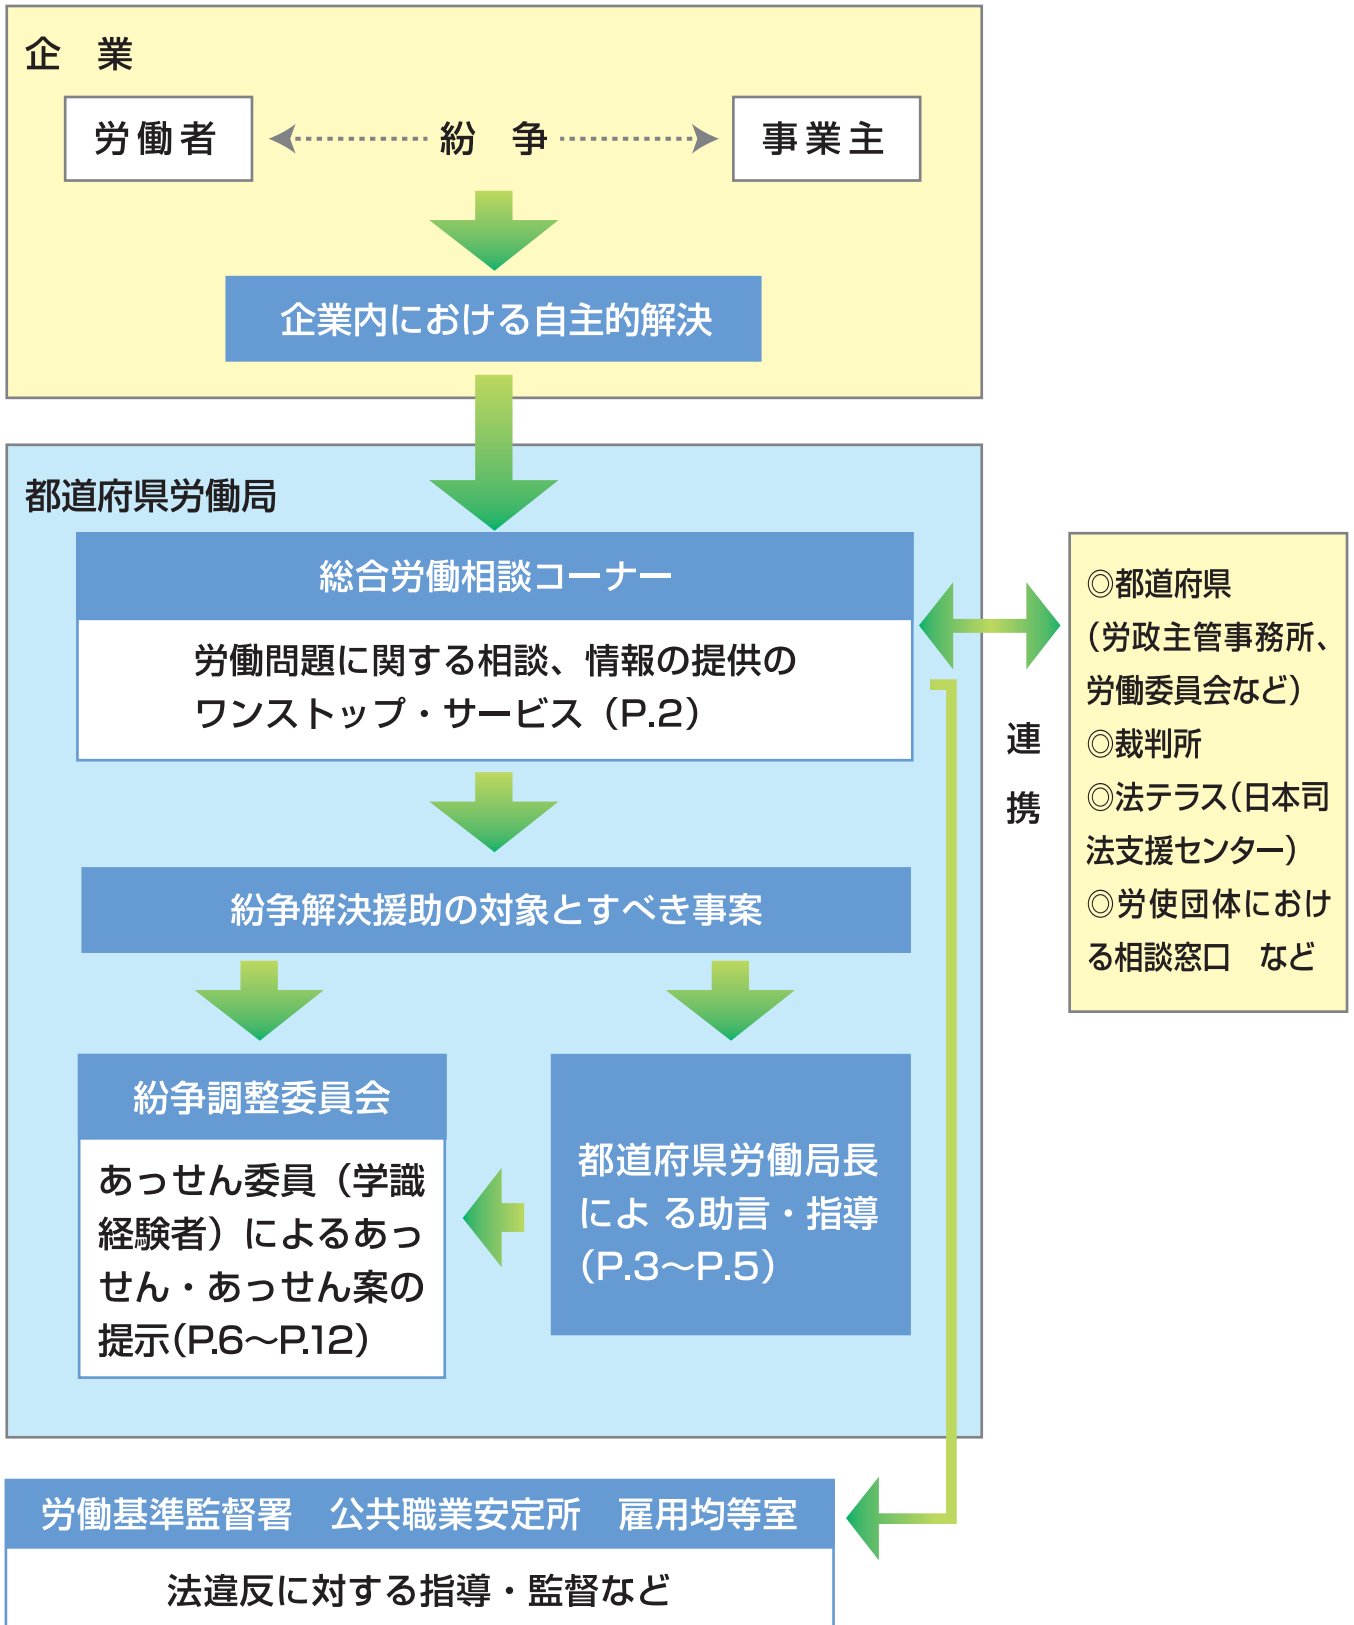 企　業
労働者
紛　争
事業主
企業内における自主的解決
都道府県労働局
総合労働相談コーナー
労働問題に関する相談、情報の提供の
ワンストップ・サービス（P.2）
連
携
◎都道府県
（労政主管事務所、
労働委員会など）
◎裁判所
◎法テラス（日本司
法支援センター）
◎労使団体におけ
る相談窓口　など
紛争解決援助の対象とすべき事案
紛争調整委員会
あっせん委員（学識
経験者）によるあっ
せん・あっせん案の
提示（P.6～P.12）
都道府県労働局長
によ る助言・指導
（P.3～P.5）
労働基準監督署　公共職業安定所　雇用均等室
法違反に対する指導・監督など